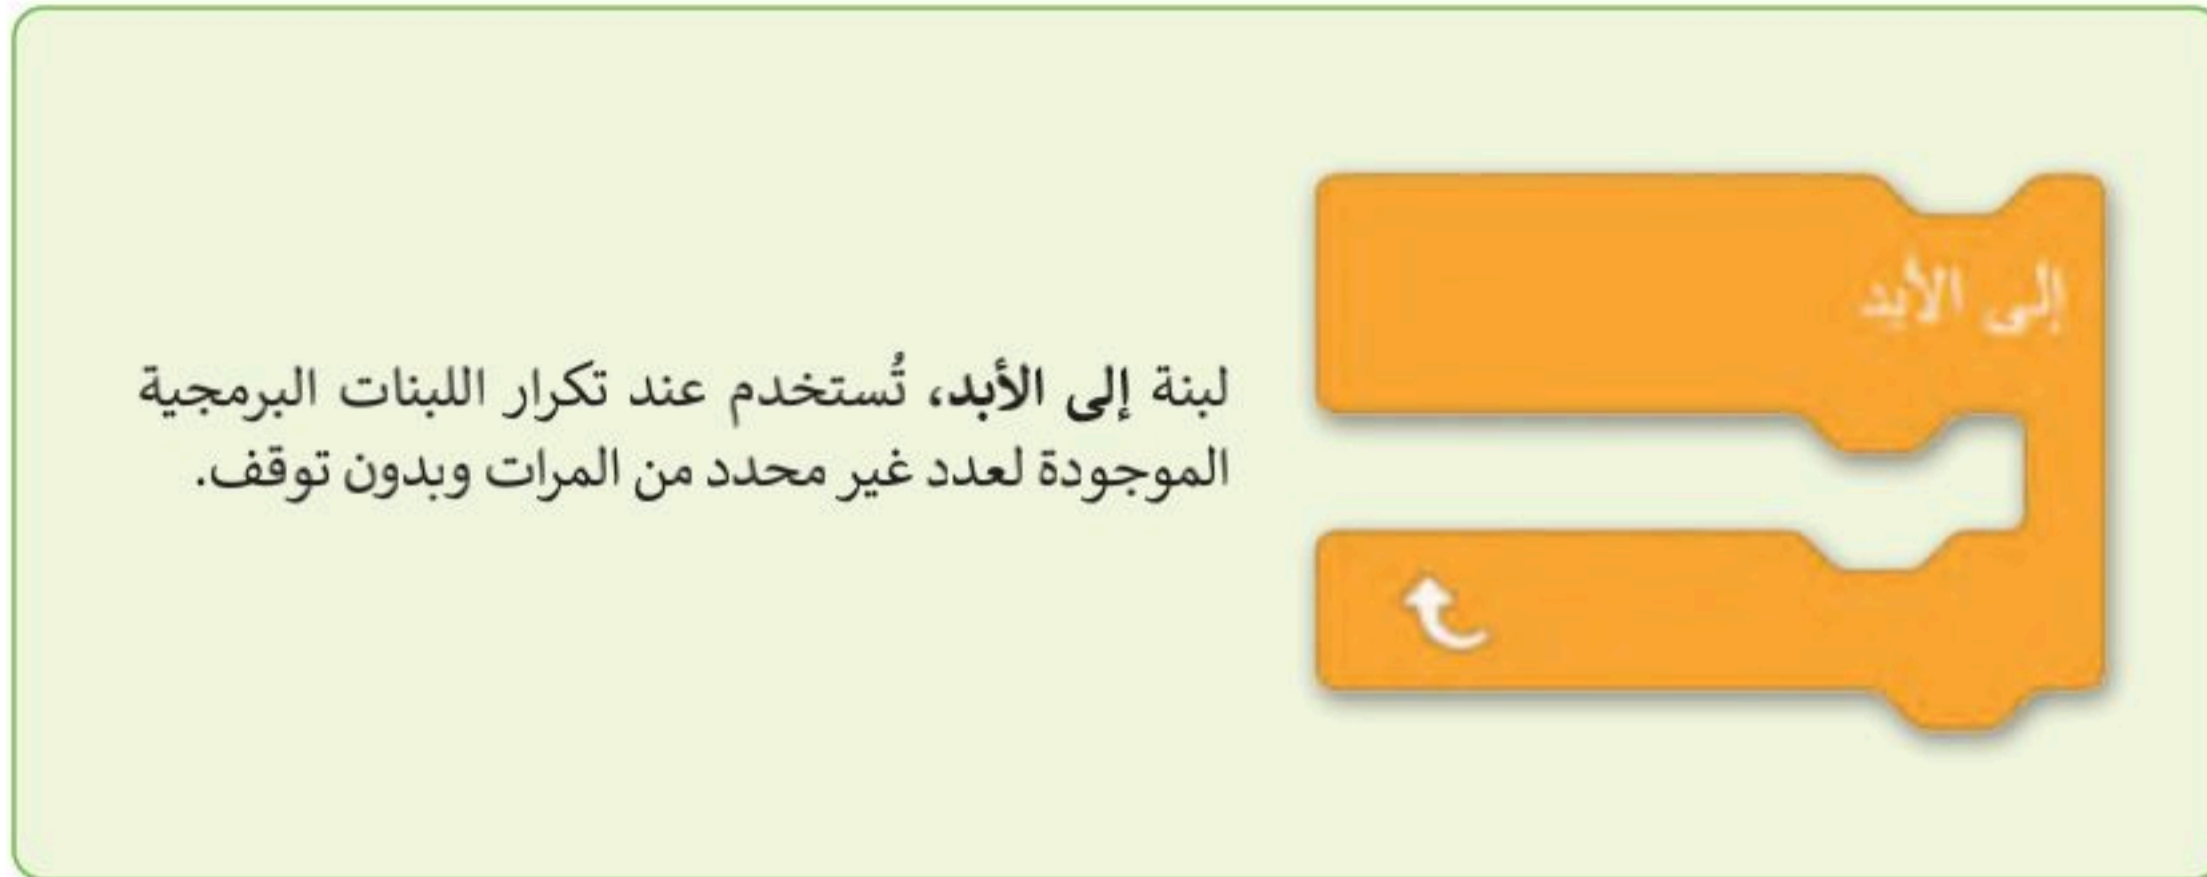 إلى الأبد
لبنة إلى الأبد، تُستخدم عند تكرار اللبنات البرمجية
الموجودة لعدد غير محدد من المرات وبدون توقف.